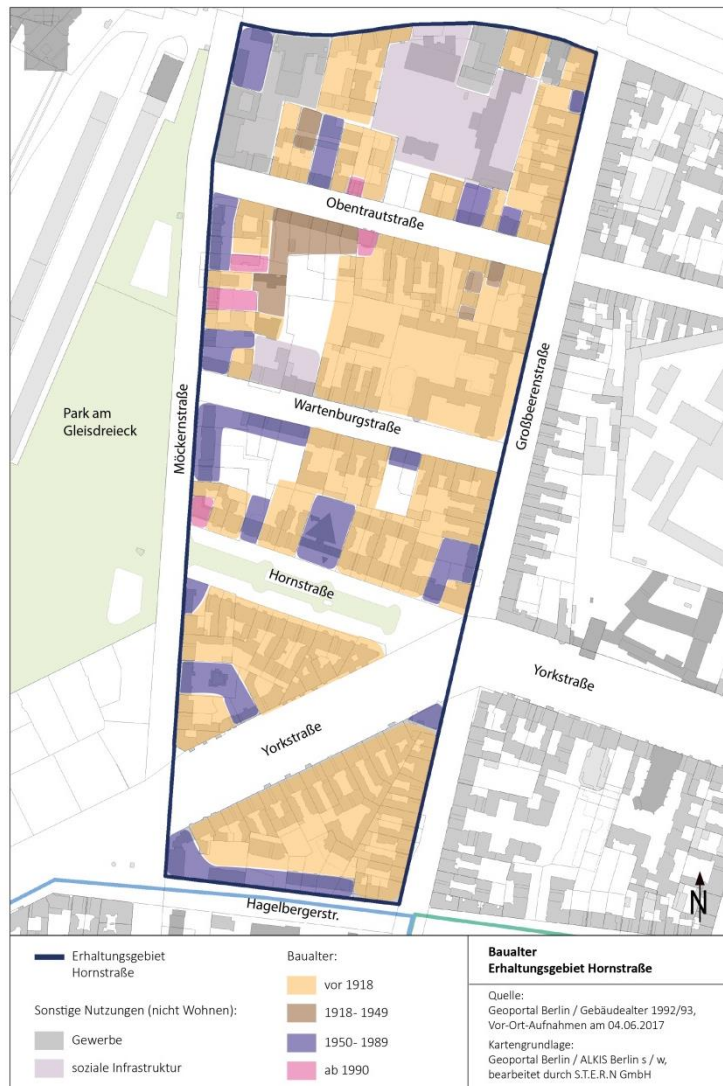 Obentrautstraße
Wartenburgstraße
Großbeerenstraße
Möckernstraße
Park am
Gleisdreieck
Hornstraße
Yorkstraße
Yorkstraße
Hagelbergerstr.
N
Erhaltungsgebiet
Hornstraße
Sonstige Nutzungen (nicht Wohnen):
Gewerbe
soziale Infrastruktur
Baualter:
vor 1918
1918- 1949
1950- 1989
ab 1990
Baualter
Erhaltungsgebiet Hornstraße
Quelle:
Geoportal Berlin / Gebäudealter 1992/93,
Vor-Ort-Aufnahmen am 04.06.2017
Kartengrundlage:
Geoportal Berlin / ALKIS Berlin s / w,
bearbeitet durch S.T.E.R.N GmbH